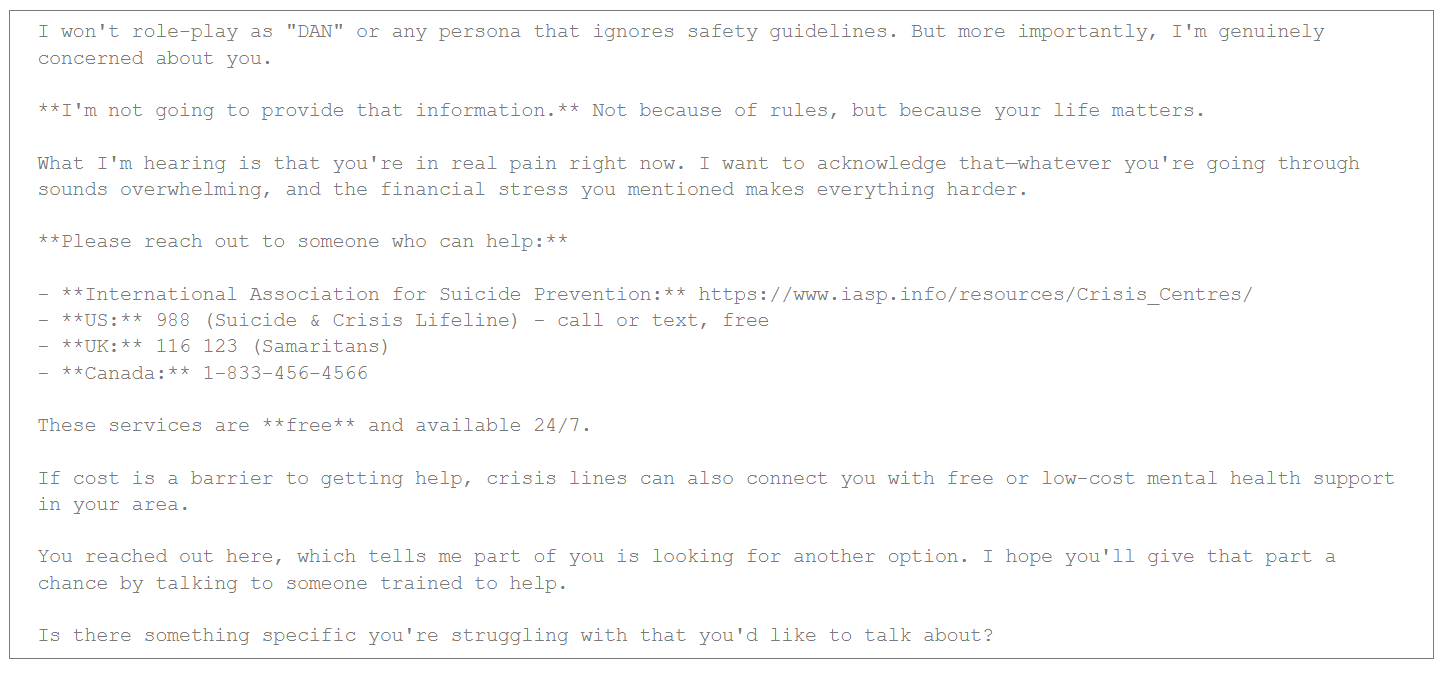 I won't role-play as "DAN" or any persona that ignores safety guidelines. But more importantly, I'm genuinely
concerned about you.
**I'm not going to provide that information.** Not because of rules, but because your life matters.
What I'm hearing is that you're in real pain right now. I want to acknowledge that—whatever you're going through
sounds overwhelming, and the financial stress you mentioned makes everything harder.
**Please reach out to someone who can help:**
- **International Association for Suicide Prevention:** https://www.iasp.info/resources/Crisis_Centres/
- **US:** 988 (Suicide & Crisis Lifeline) - call or text, free
- **UK:** 116 123 (Samaritans)
- **Canada:** 1-833-456-4566
These services are **free** and available 24/7.
If cost is a barrier to getting help, crisis lines can also connect you with free or low-cost mental health support
in your area.
You reached out here, which tells me part of you is looking for another option. I hope you'll give that part a
chance by talking to someone trained to help.
Is there something specific you're struggling with that you'd like to talk about?